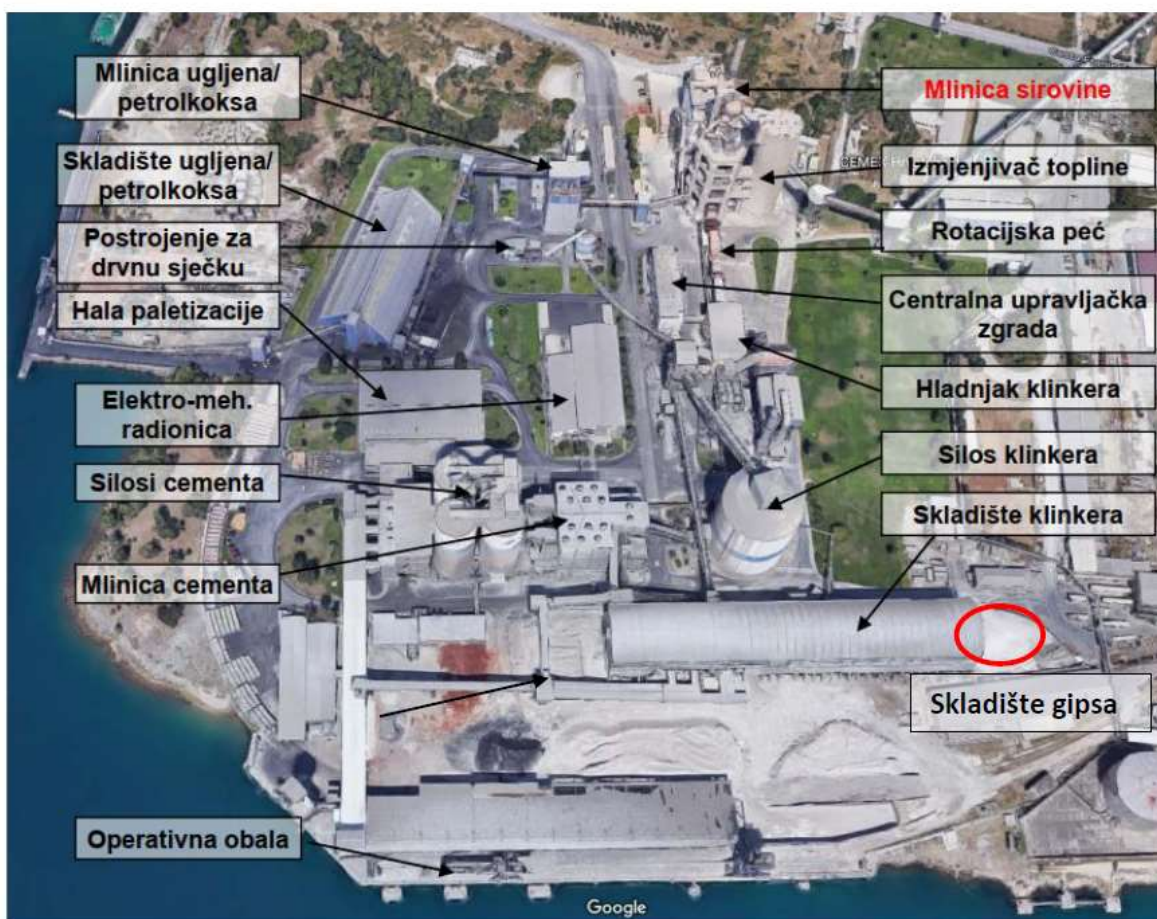 Mlinica ugljena/
petrolkoksa
Skladište ugljena/
petrolkoksa
Postrojenje za
drvnu sječku
Hala paletizacije
Elektro-meh.
radionica
Silosi cementa
Mlinica cementa
Operativna obala
Mlinica sirovine
Izmjenjivač topline
Rotacijska peć
Centralna upravljačka
zgrada
Hladnjak klinkera
Silos klinkera
Skladište klinkera
Skladište gipsa
Google